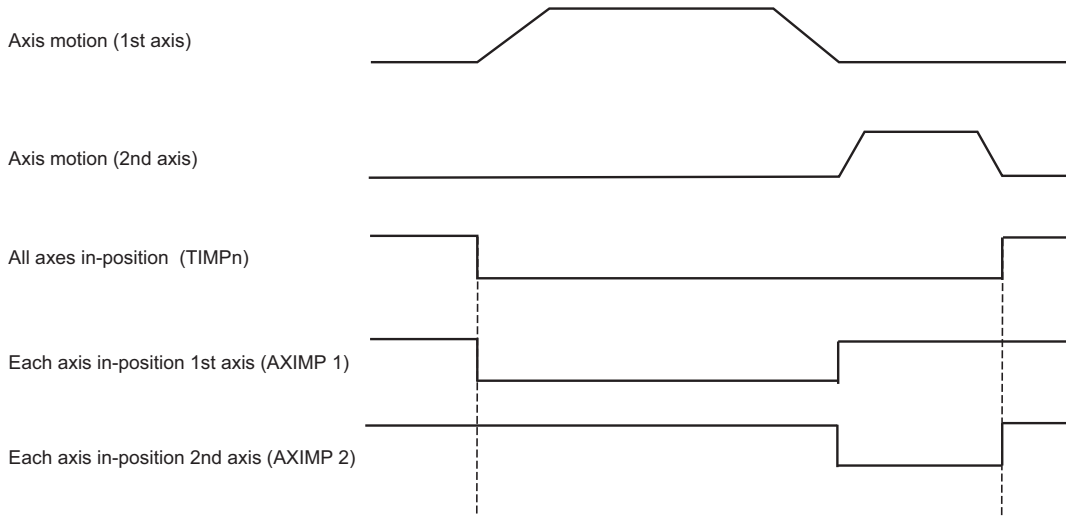 Axis motion (1st axis)
Axis motion (2nd axis)
All axes in-position (TIMPn)
Each axis in-position 1st axis (AXIMP 1)
Each axis in-position 2nd axis (AXIMP 2)